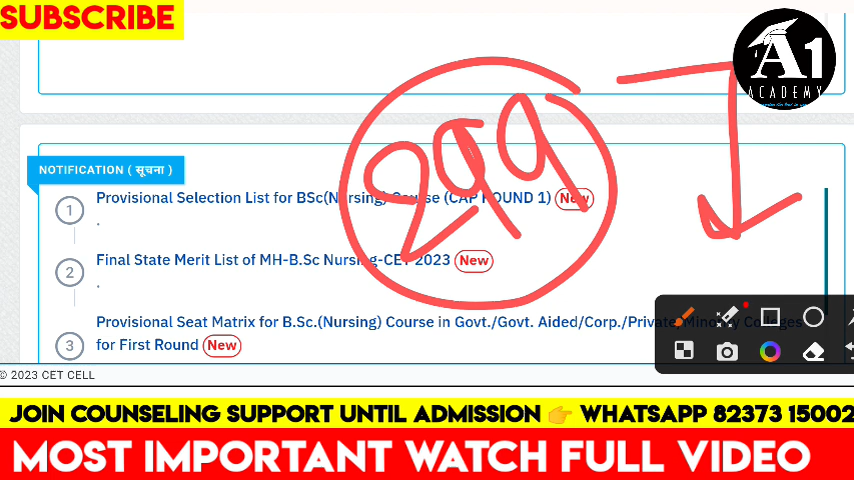 SUBSCRIBE
A1
ACADEMY
299
NOTIFICATION ( सूचना )
1 Provisional Selection List for BSc(Nursing) Course (CAP ROUND 1) New
.
2 Final State Merit List of MH-B.Sc Nursing-CET 2023 New
.
3 Provisional Seat Matrix for B.Sc.(Nursing) Course in Govt./Govt. Aided/Corp./Private/Minority Colleges
for First Round New
© 2023 CET CELL
JOIN COUNSELING SUPPORT UNTIL ADMISSION 👉 WHATSAPP 82373 15002
MOST IMPORTANT WATCH FULL VIDEO